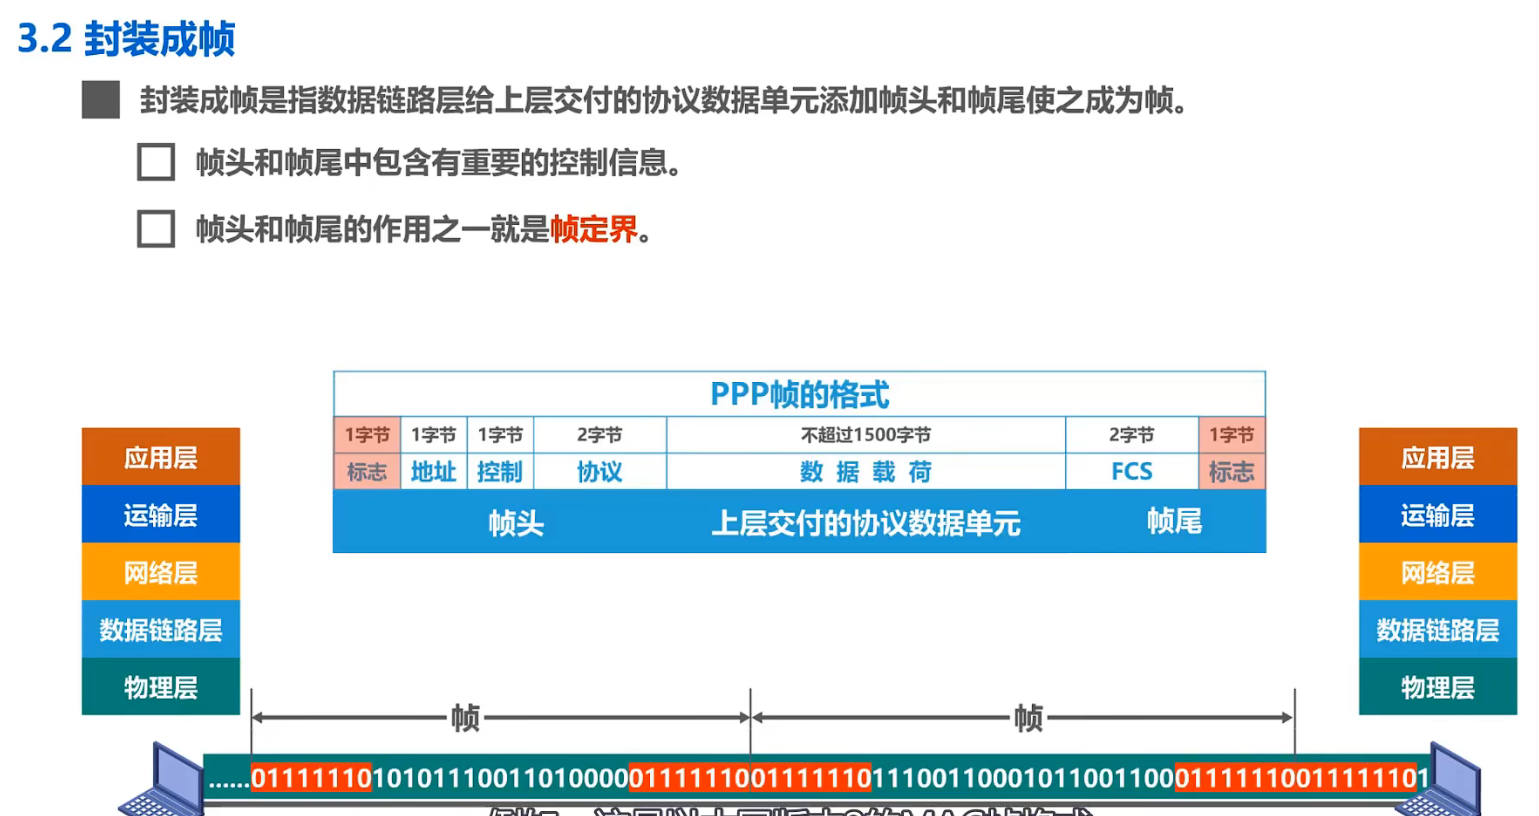 3.2 封装成帧
封装成帧是指数据链路层给上层交付的协议数据单元添加帧头和帧尾使之成为帧。
帧头和帧尾中包含有重要的控制信息。
帧头和帧尾的作用之一就是帧定界。
PPP帧的格式
1字节 1字节 1字节 2字节 不超过1500字节 2字节 1字节
标志 地址 控制 协议 数据载荷 FCS 标志
帧头 上层交付的协议数据单元 帧尾
应用层
运输层
网络层
数据链路层
物理层
应用层
运输层
网络层
数据链路层
物理层
帧 帧
......01111110101011100110100000111111001111110111001100010110011000111111001111101